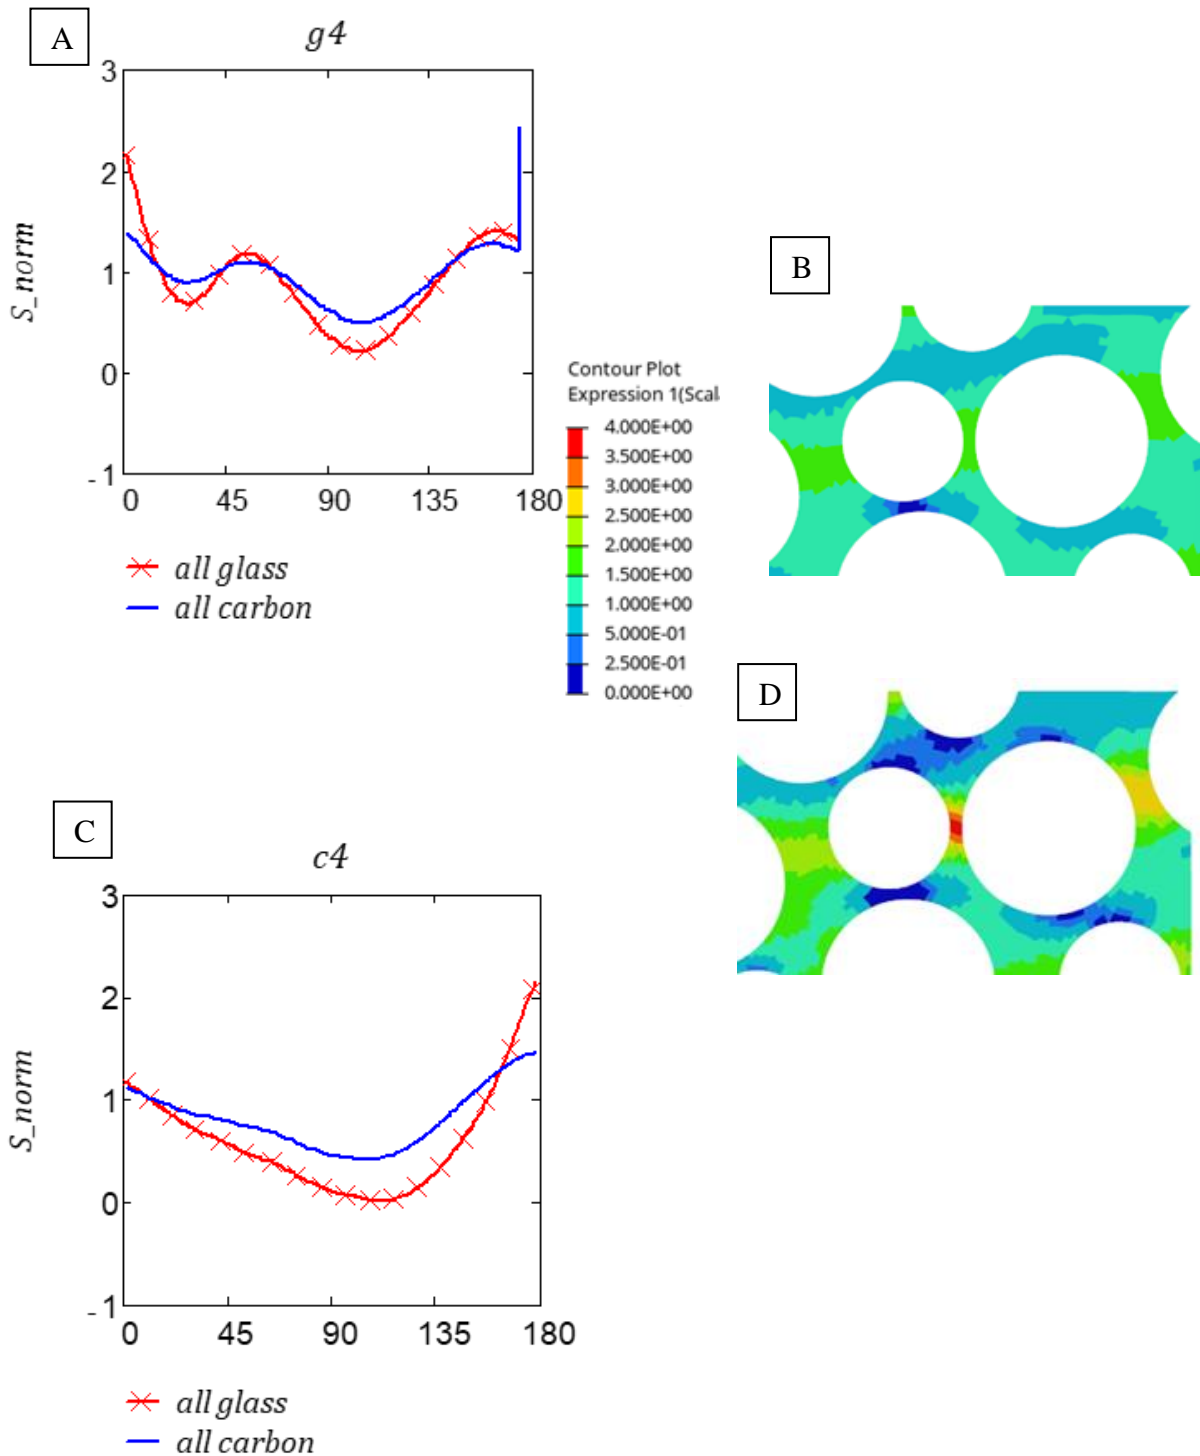 A
g4
3
2
1
0
-1
S_norm
0 45 90 135 180
all glass
all carbon
Contour Plot
Expression 1(Scal
4.000E+00
3.500E+00
3.000E+00
2.500E+00
2.000E+00
1.500E+00
1.000E+00
5.000E-01
2.500E-01
0.000E+00
B
D
C
c4
3
2
1
0
-1
S_norm
0 45 90 135 180
all glass
all carbon